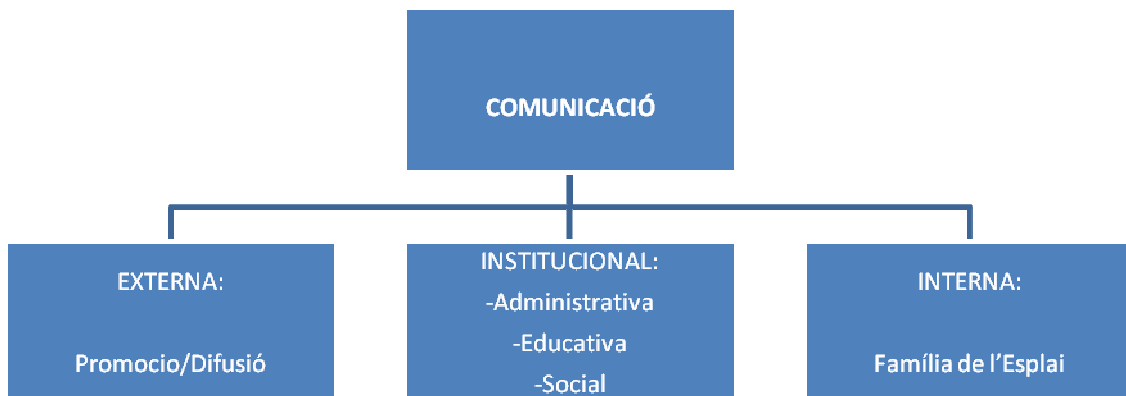 COMUNICACIÓ
EXTERNA:
Promocio/Difusió
INSTITUCIONAL:
-Administrativa
-Educativa
-Social
INTERNA:
Família de l’Esplai